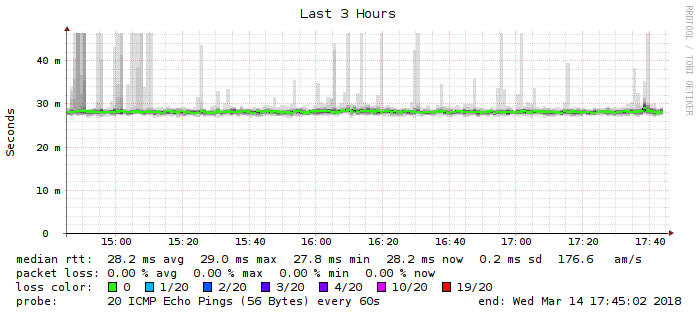 Last 3 Hours
RRDTOOL / TOBI OETIKER
Seconds
40 m
30 m
20 m
10 m
0
15:00 15:20 15:40 16:00 16:20 16:40 17:00 17:20 17:40
median rtt: 28.2 ms avg 29.0 ms max 27.8 ms min 28.2 ms now 0.2 ms sd 176.6 am/s
packet loss: 0.00 % avg 0.00 % max 0.00 % min 0.00 % now
loss color: 0 1/20 2/20 3/20 4/20 10/20 19/20
probe: 20 ICMP Echo Pings (56 Bytes) every 60s end: Wed Mar 14 17:45:02 2018